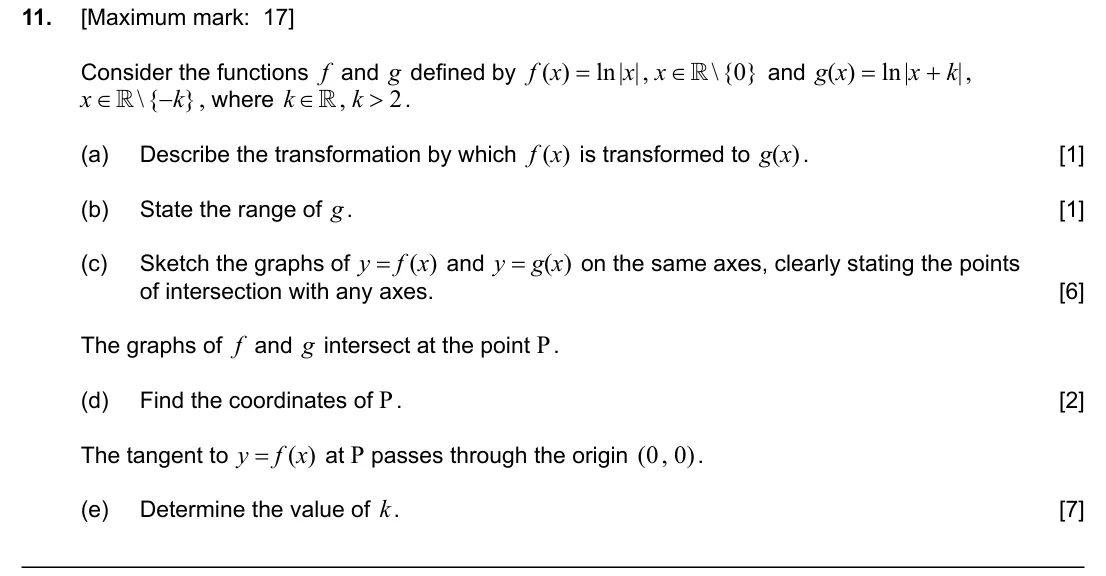 11. [Maximum mark: 17]
Consider the functions f and g defined by f(x) = ln|x|, x ∈ ℝ\{0} and g(x) = ln|x + k|,
x ∈ ℝ\{−k}, where k ∈ ℝ, k > 2.
(a) Describe the transformation by which f(x) is transformed to g(x). [1]
(b) State the range of g. [1]
(c) Sketch the graphs of y = f(x) and y = g(x) on the same axes, clearly stating the points
of intersection with any axes. [6]
The graphs of f and g intersect at the point P.
(d) Find the coordinates of P. [2]
The tangent to y = f(x) at P passes through the origin (0, 0).
(e) Determine the value of k. [7]